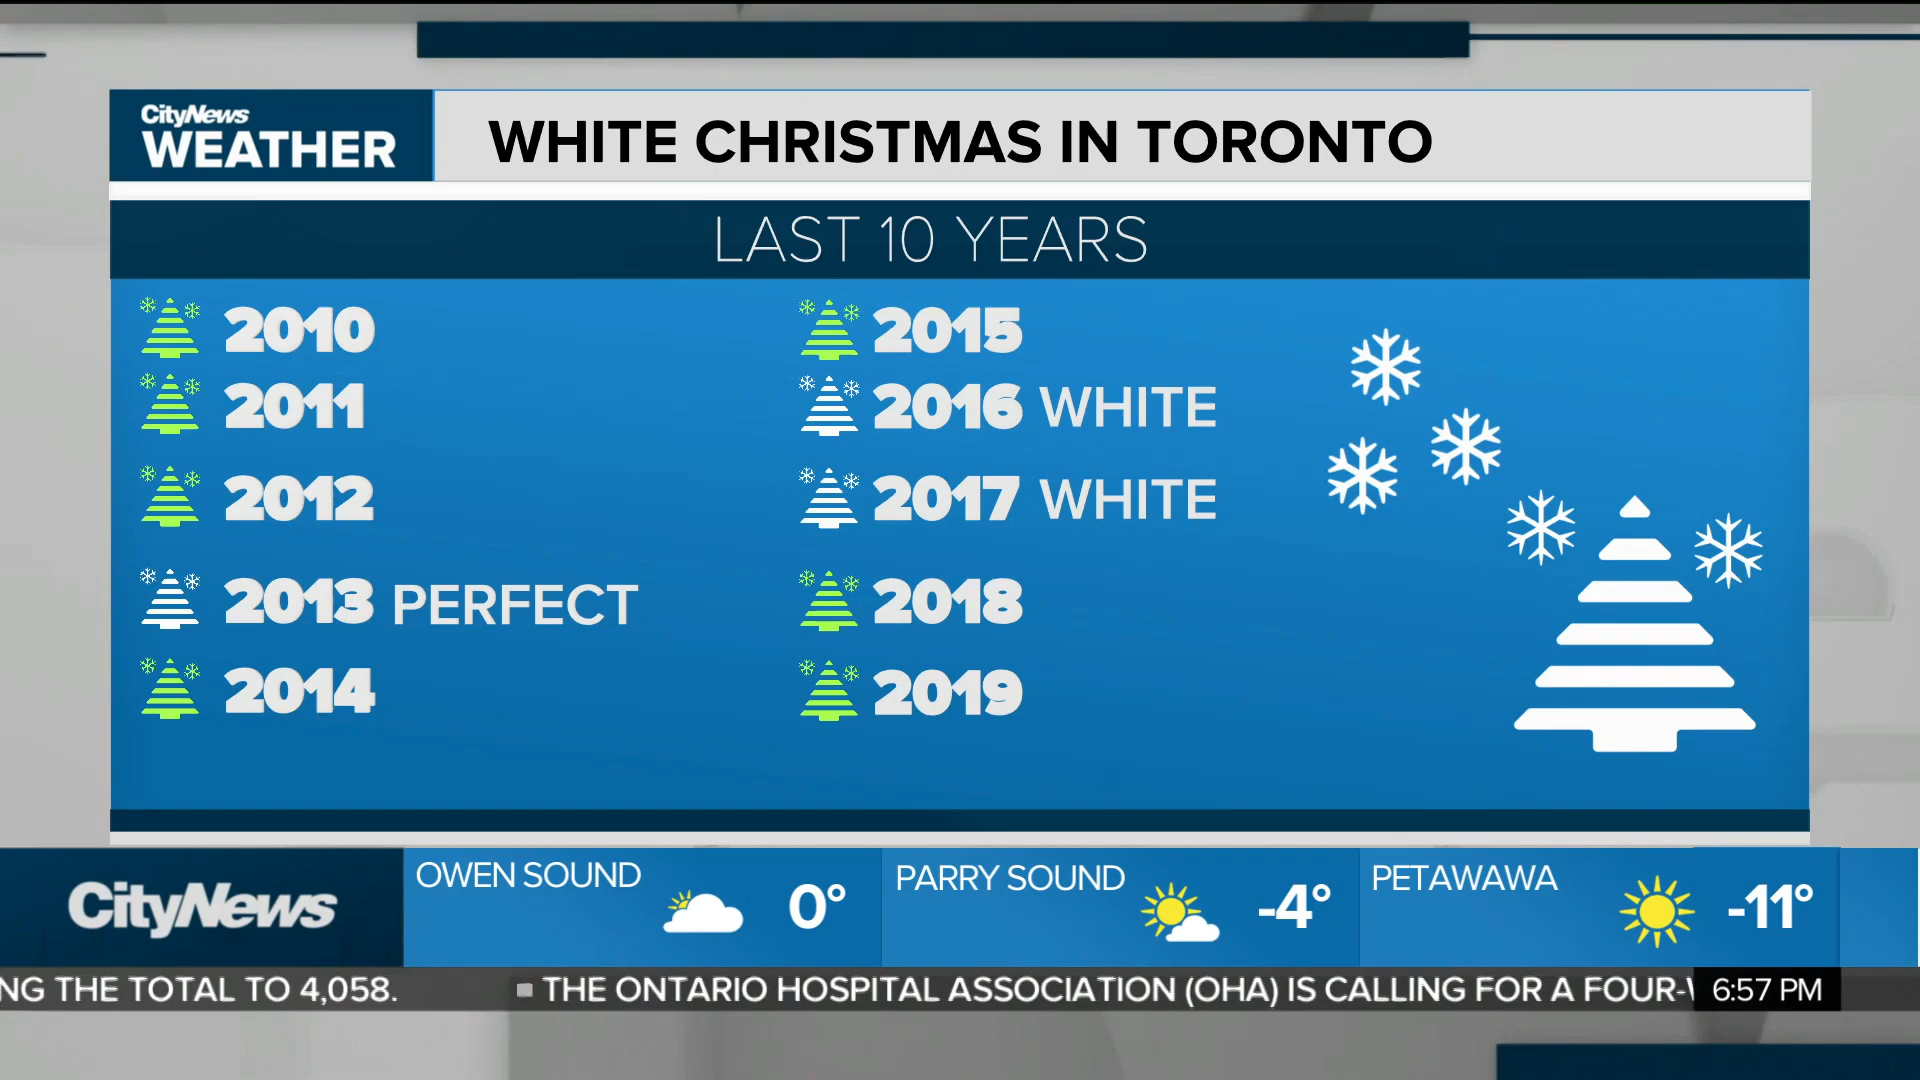 CityNews
WEATHER
WHITE CHRISTMAS IN TORONTO
LAST 10 YEARS
2010
2011
2012
2013 PERFECT
2014
2015
2016 WHITE
2017 WHITE
2018
2019
CityNews
OWEN SOUND 0°
PARRY SOUND -4°
PETAWAWA -11°
NG THE TOTAL TO 4,058. THE ONTARIO HOSPITAL ASSOCIATION (OHA) IS CALLING FOR A FOUR-
6:57 PM